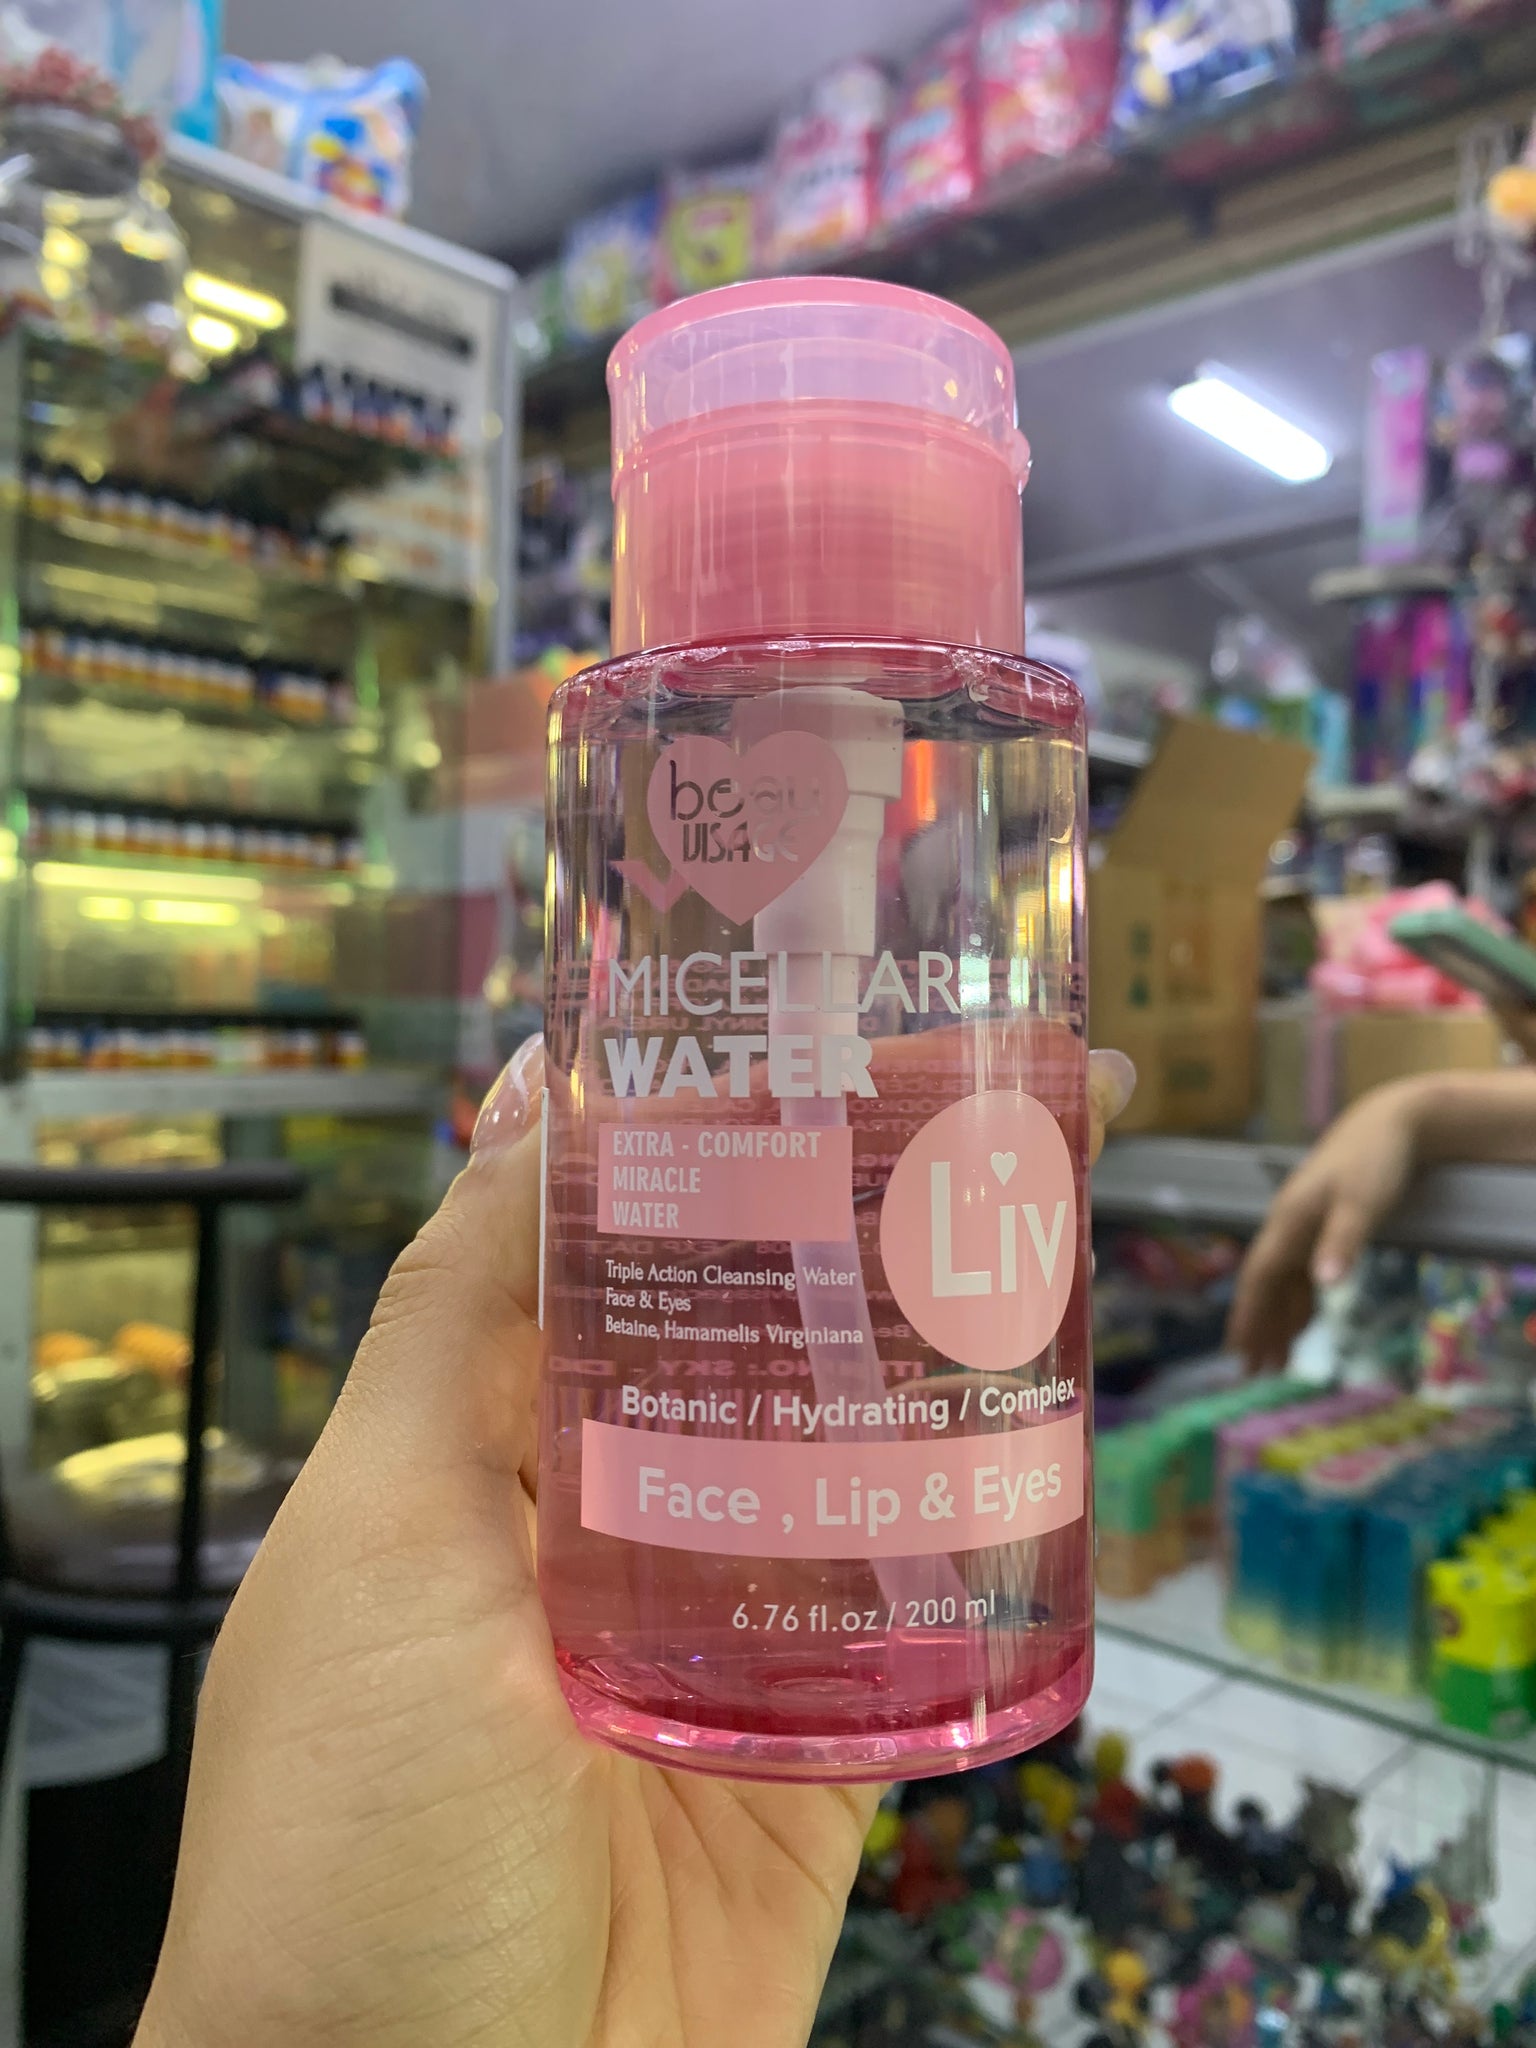 beau
VISAGE
MICELLAR
WATER
EXTRA - COMFORT
MIRACLE
WATER
Liv
Triple Action Cleansing Water
Face & Eyes
Betaine, Hamamelis Virginiana
Botanic / Hydrating / Complex
Face , Lip & Eyes
6.76 fl.oz / 200 ml